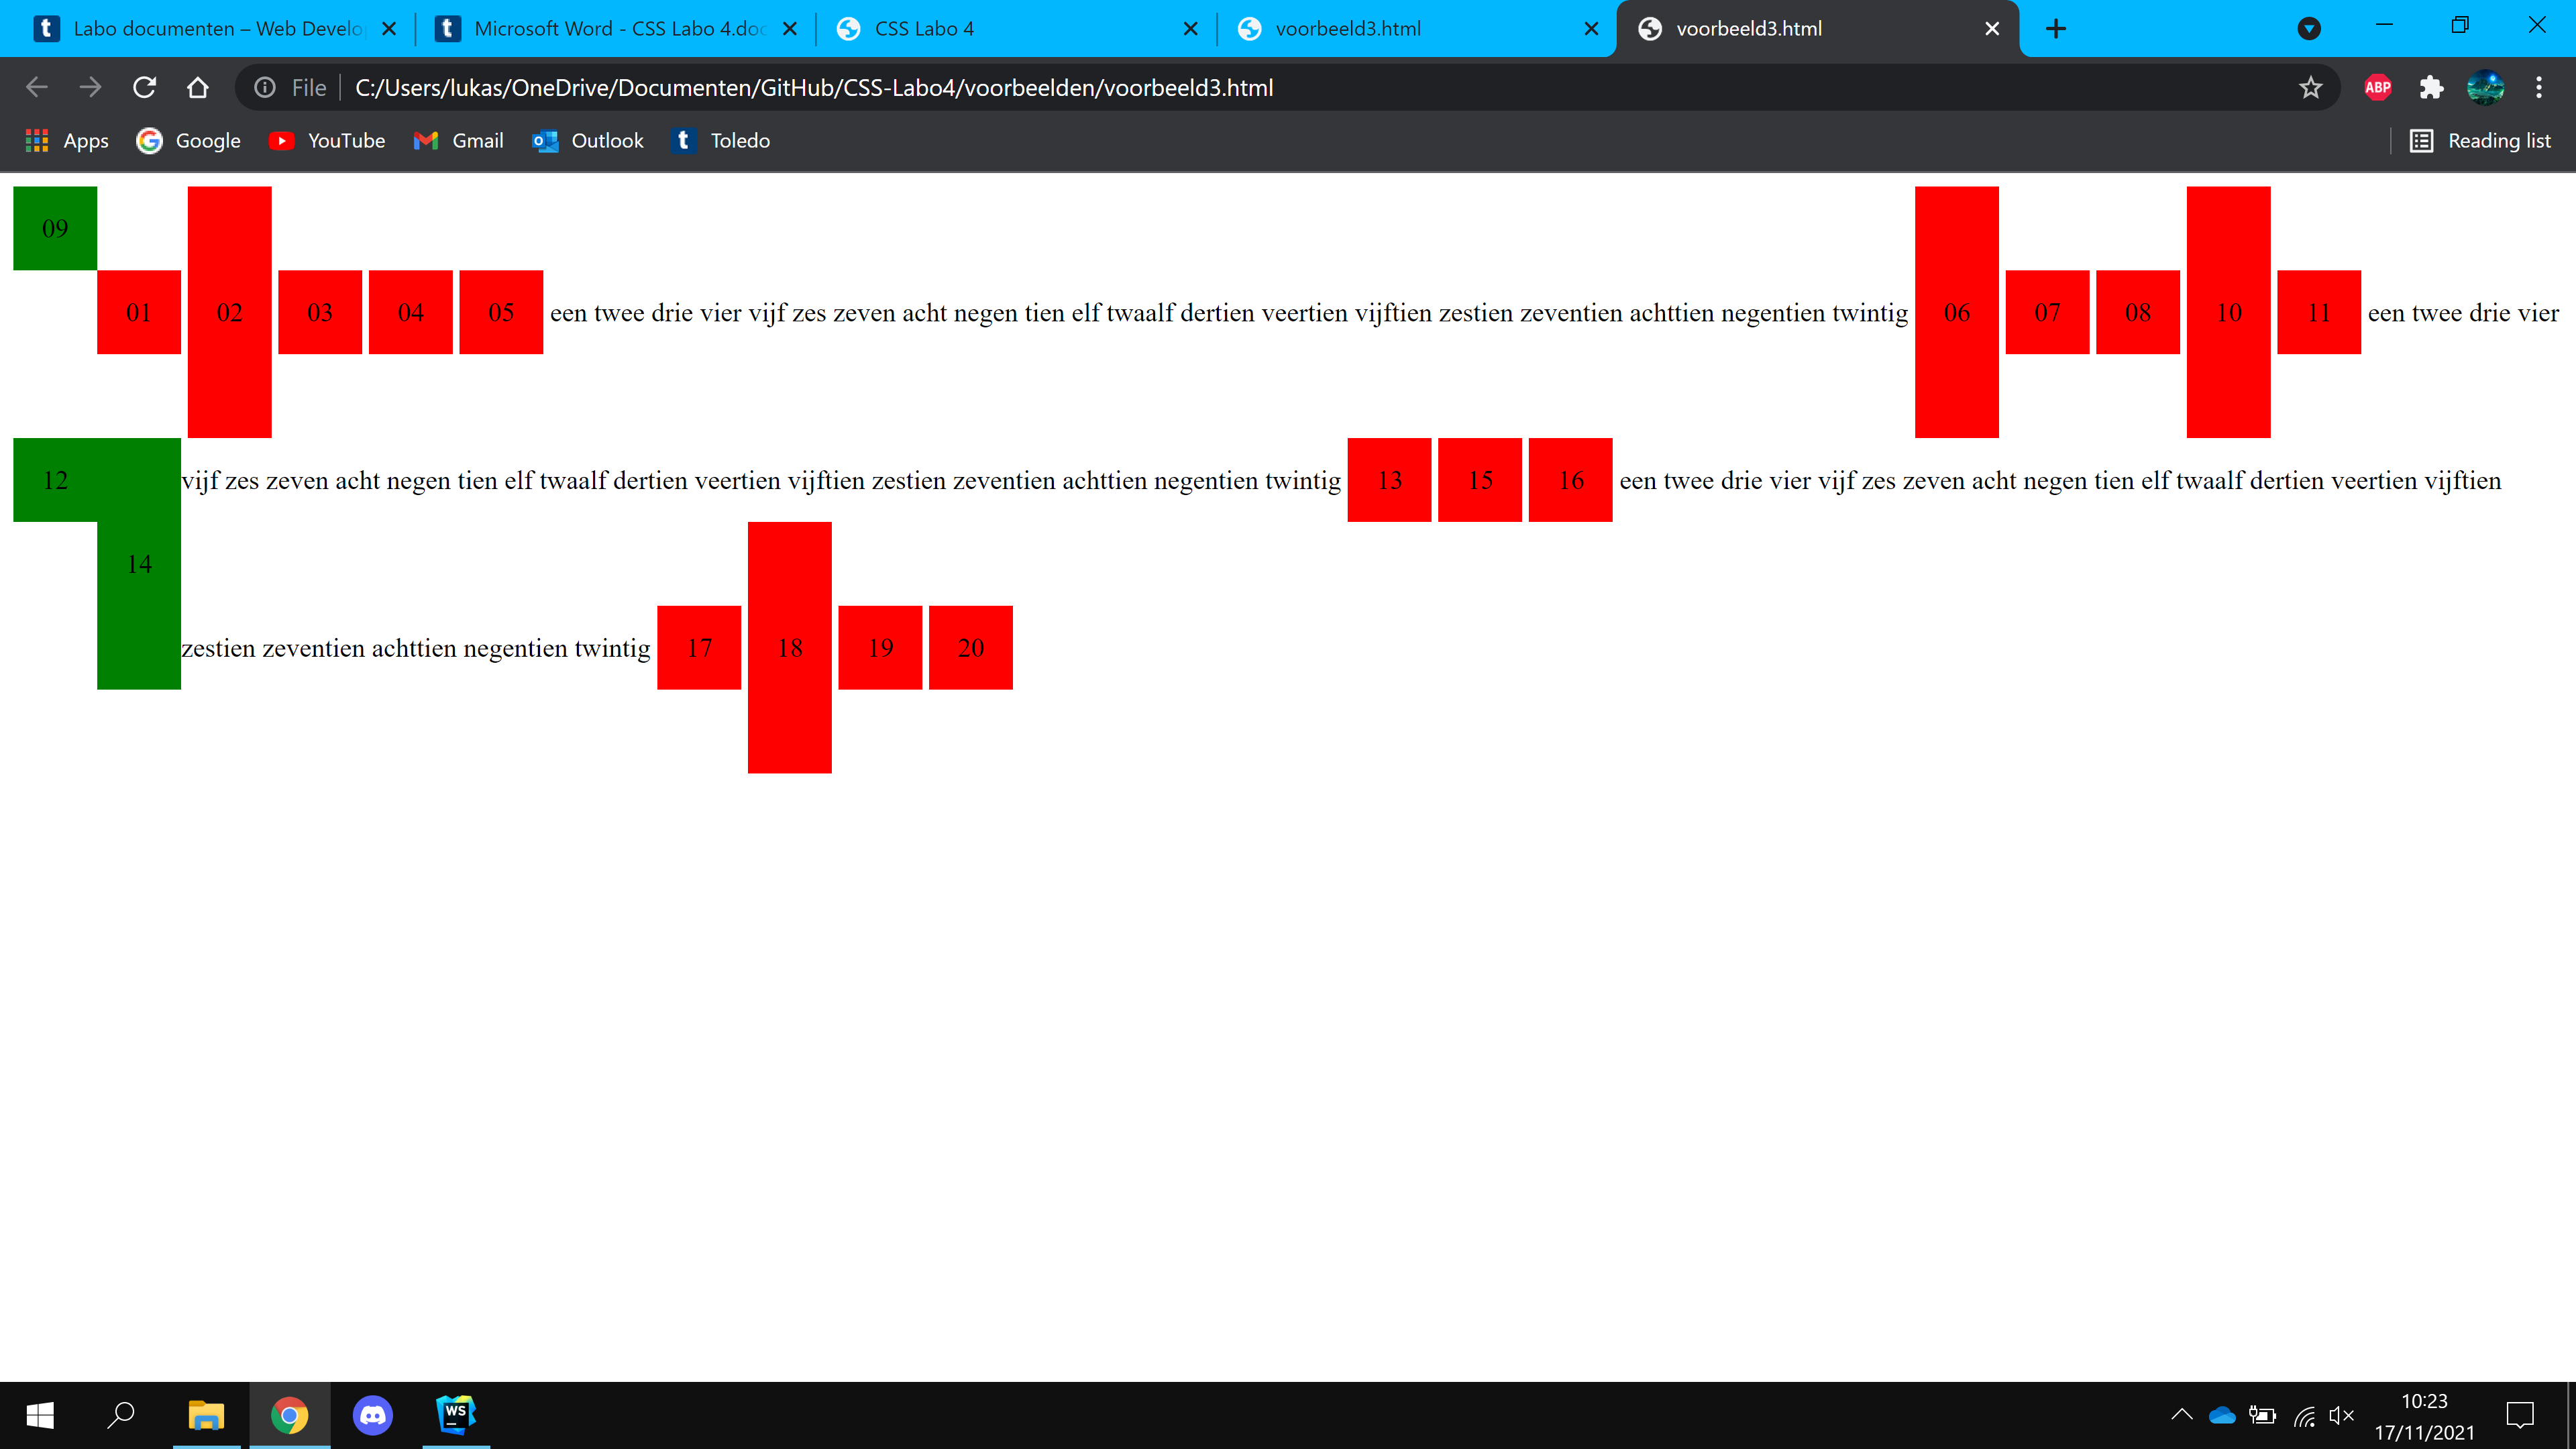 Labo documenten – Web Develo
Microsoft Word - CSS Labo 4.doc
CSS Labo 4
voorbeeld3.html
voorbeeld3.html
File
C:/Users/lukas/OneDrive/Documenten/GitHub/CSS-Labo4/voorbeelden/voorbeeld3.html
ABP
Apps
Google
YouTube
Gmail
Outlook
Toledo
Reading list
09
01 02 03 04 05 een twee drie vier vijf zes zeven acht negen tien elf twaalf dertien veertien vijftien zestien zeventien achttien negentien twintig 06 07 08 10 11 een twee drie vier
12 vijf zes zeven acht negen tien elf twaalf dertien veertien vijftien zestien zeventien achttien negentien twintig 13 15 16 een twee drie vier vijf zes zeven acht negen tien elf twaalf dertien veertien vijftien
14
zestien zeventien achttien negentien twintig 17 18 19 20
WS
10:23
17/11/2021